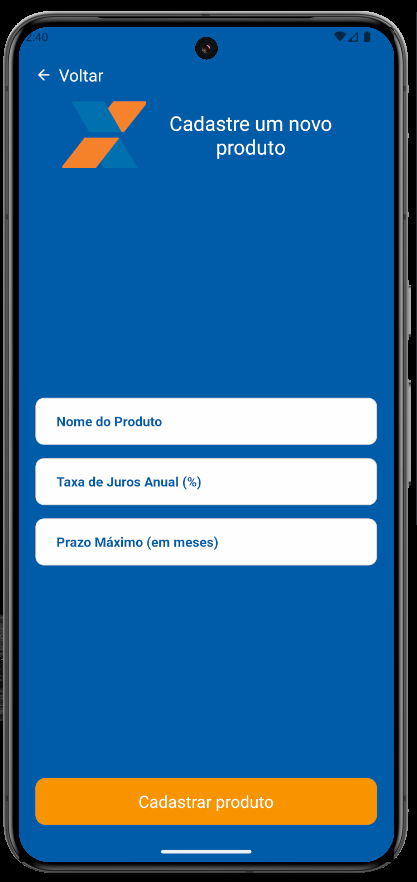 2:40
Voltar
Cadastre um novo
produto
Nome do Produto
Taxa de Juros Anual (%)
Prazo Máximo (em meses)
Cadastrar produto